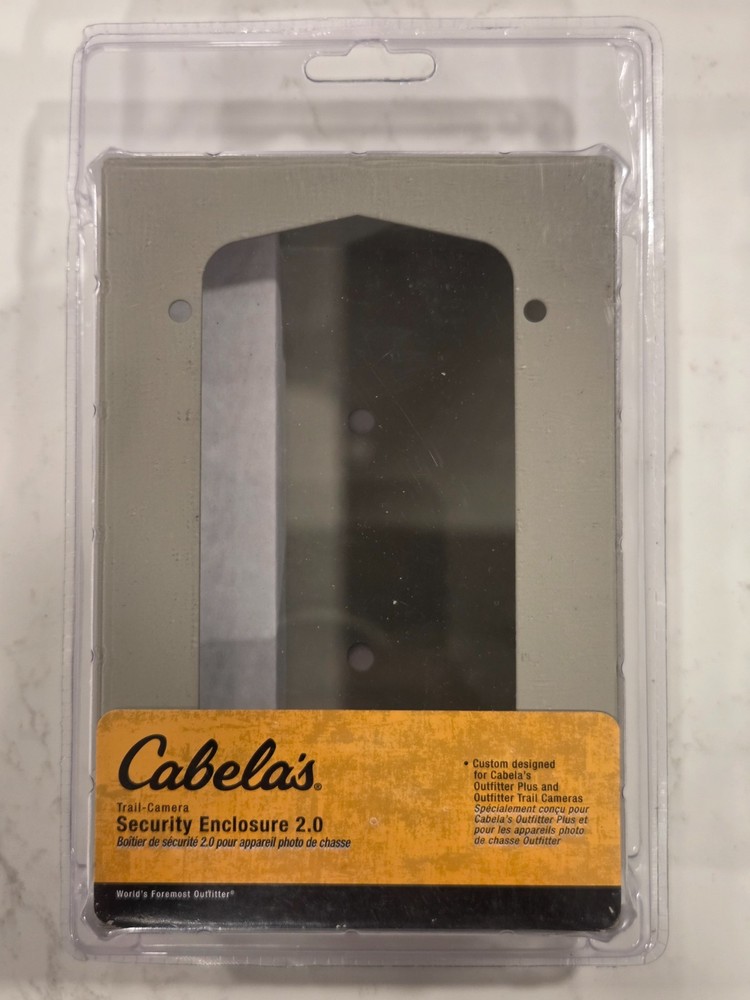 Cabela's®
Trail-Camera
Security Enclosure 2.0
Boîtier de sécurité 2.0 pour appareil photo de chasse
• Custom designed
for Cabela's
Outfitter Plus and
Outfitter Trail Cameras
Spécialement conçu pour
Cabela's Outfitter Plus et
pour les appareils photo
de chasse Outfitter
World's Foremost Outfitter®